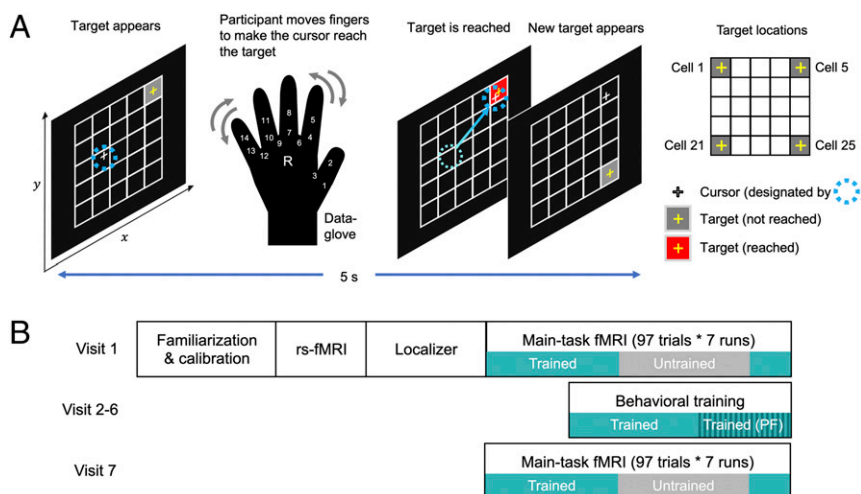 A
Target appears
Participant moves fingers
to make the cursor reach
the target
Target is reached
New target appears
Target locations
Cell 1
Cell 5
Cell 21
Cell 25
y
x
14
13
12
11
10
9
8
7
6
5
4
3
2
1
R
Data-
glove
Cursor (designated by
Target (not reached)
Target (reached)
5 s
B
Visit 1
Familiarization
& calibration
rs-fMRI
Localizer
Main-task fMRI (97 trials * 7 runs)
Trained
Untrained
Visit 2-6
Behavioral training
Trained
Trained (PF)
Visit 7
Main-task fMRI (97 trials * 7 runs)
Trained
Untrained